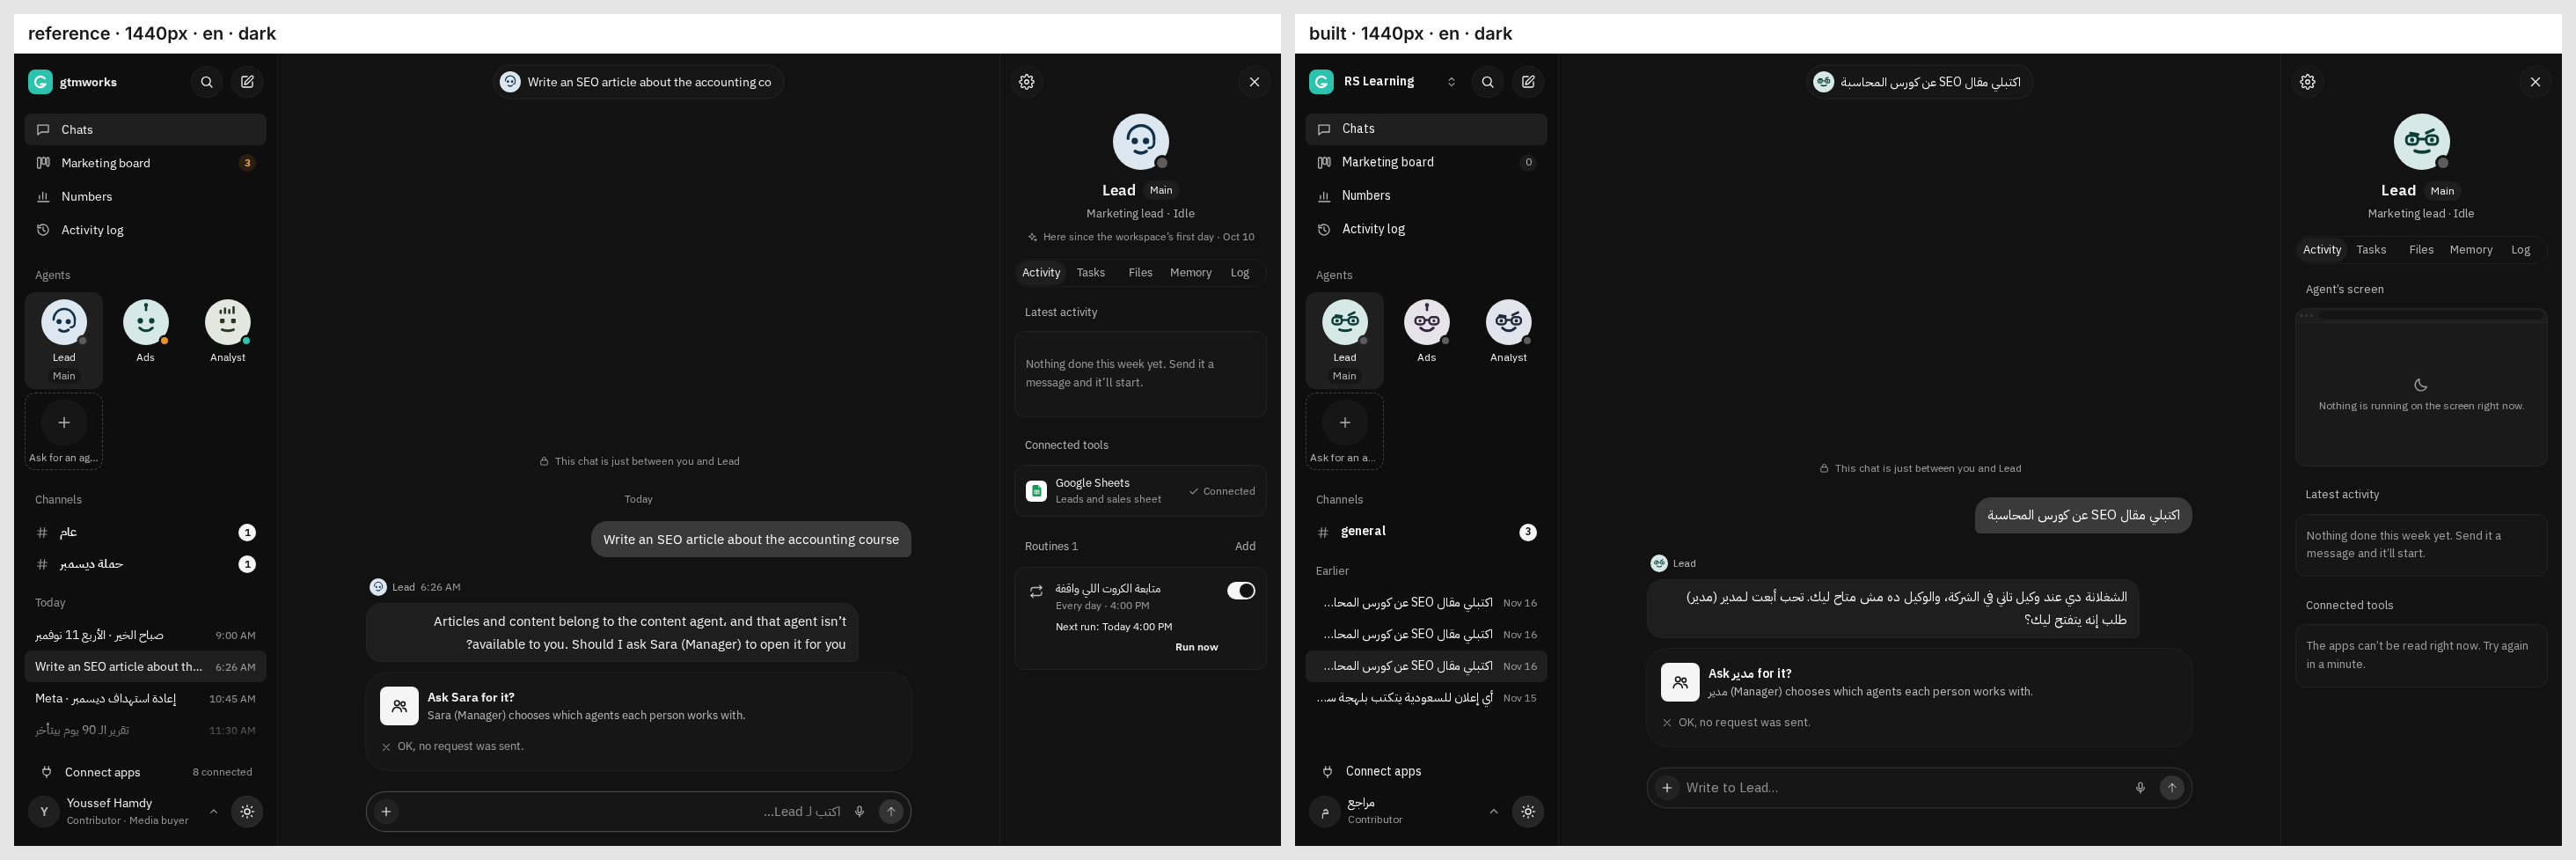 reference · 1440px · en · dark
gtmworks
Write an SEO article about the accounting co
Chats
Marketing board 3
Numbers
Activity log
Agents
Lead
Main
Ads
Analyst
Ask for an ag...
Channels
# عام 1
# حملة ديسمبر 1
Today
صباح الخير · الأربع 11 نوفمبر 9:00 AM
Write an SEO article about th... 6:26 AM
إعادة استهداف ديسمبر · Meta 10:45 AM
تقرير الـ 90 يوم بيتأخر 11:30 AM
Connect apps 8 connected
Y
Youssef Hamdy
Contributor · Media buyer
This chat is just between you and Lead
Today
Write an SEO article about the accounting course
Lead 6:26 AM
Articles and content belong to the content agent، and that agent isn't
?available to you. Should I ask Sara (Manager) to open it for you
Ask Sara for it?
Sara (Manager) chooses which agents each person works with.
OK, no request was sent.
اكتب لـ Lead...
Lead Main
Marketing lead · Idle
Here since the workspace's first day · Oct 10
Activity Tasks Files Memory Log
Latest activity
Nothing done this week yet. Send it a
message and it'll start.
Connected tools
Google Sheets
Leads and sales sheet
Connected
Routines 1 Add
متابعة الكروت اللي واقفة
Every day · 4:00 PM
Next run: Today 4:00 PM
Run now
built · 1440px · en · dark
RS Learning
اكتبلي مقال SEO عن كورس المحاسبة
Chats
Marketing board 0
Numbers
Activity log
Agents
Lead
Main
Ads
Analyst
Ask for an a...
Channels
# general 3
Earlier
اكتبلي مقال SEO عن كورس المحا... Nov 16
اكتبلي مقال SEO عن كورس المحا... Nov 16
اكتبلي مقال SEO عن كورس المحا... Nov 16
أي إعلان للسعودية يتكتب بلهجة سـ... Nov 15
Connect apps
م
مراجع
Contributor
This chat is just between you and Lead
اكتبلي مقال SEO عن كورس المحاسبة
Lead
الشغلانة دي عند وكيل تاني في الشركة، والوكيل ده مش متاح ليك. تحب أبعت لـمدير (مدير)
طلب إنه يتفتح ليك؟
Ask مدير for it?
مدير (Manager) chooses which agents each person works with.
OK, no request was sent.
Write to Lead...
Lead Main
Marketing lead · Idle
Activity Tasks Files Memory Log
Agent's screen
Nothing is running on the screen right now.
Latest activity
Nothing done this week yet. Send it a
message and it'll start.
Connected tools
The apps can't be read right now. Try again
in a minute.